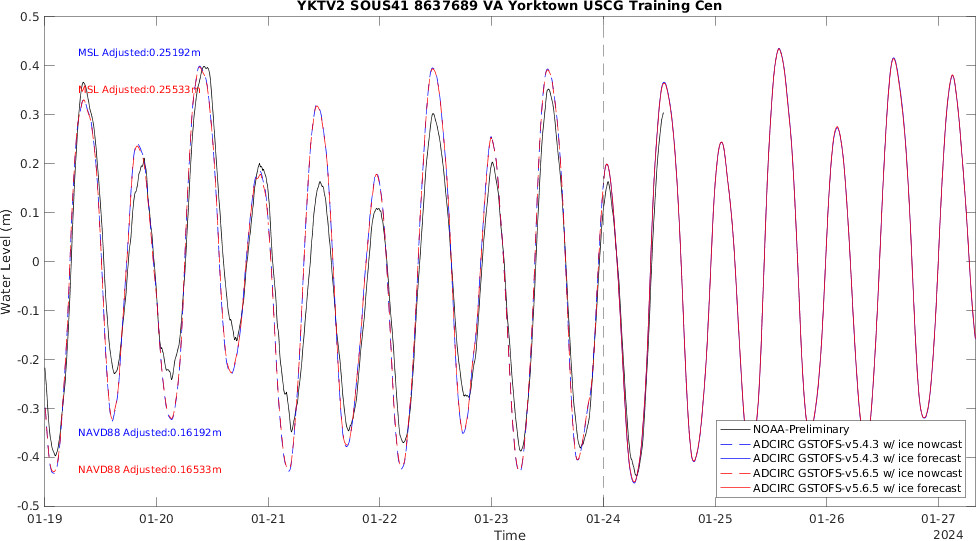 YKTV2 SOUS41 8637689 VA Yorktown USCG Training Cen
0.5
0.4
0.3
0.2
0.1
0
-0.1
-0.2
-0.3
-0.4
-0.5
Water Level (m)
MSL Adjusted:0.25192m
MSL Adjusted:0.25533m
NAVD88 Adjusted:0.16192m
NAVD88 Adjusted:0.16533m
NOAA-Preliminary
ADCIRC GSTOFS-v5.4.3 w/ ice nowcast
ADCIRC GSTOFS-v5.4.3 w/ ice forecast
ADCIRC GSTOFS-v5.6.5 w/ ice nowcast
ADCIRC GSTOFS-v5.6.5 w/ ice forecast
01-19 01-20 01-21 01-22 01-23 01-24 01-25 01-26 01-27
Time
2024